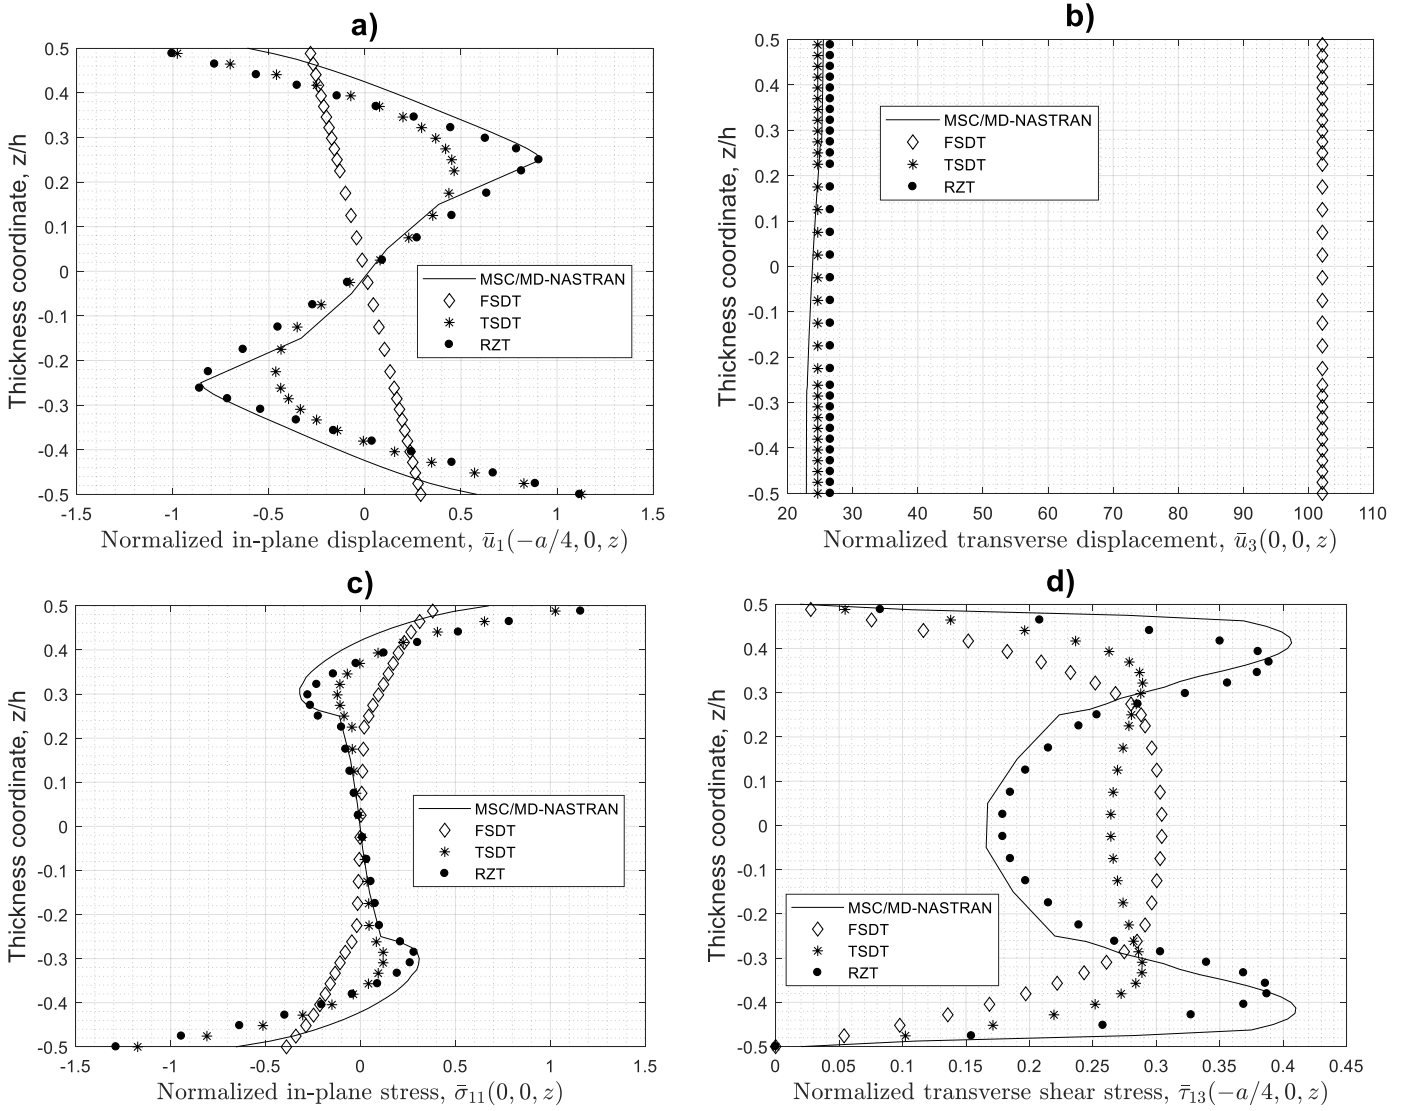 a)
0.5
0.4
0.3
0.2
0.1
0
-0.1
-0.2
-0.3
-0.4
-0.5
-1.5 -1 -0.5 0 0.5 1 1.5
Thickness coordinate, z/h
Normalized in-plane displacement, ū₁(−a/4, 0, z)
MSC/MD-NASTRAN
FSDT
TSDT
RZT
b)
0.5
0.4
0.3
0.2
0.1
0
-0.1
-0.2
-0.3
-0.4
-0.5
20 30 40 50 60 70 80 90 100 110
Thickness coordinate, z/h
Normalized transverse displacement, ū₃(0, 0, z)
MSC/MD-NASTRAN
FSDT
TSDT
RZT
c)
0.5
0.4
0.3
0.2
0.1
0
-0.1
-0.2
-0.3
-0.4
-0.5
-1.5 -1 -0.5 0 0.5 1 1.5
Thickness coordinate, z/h
Normalized in-plane stress, σ̄₁₁(0, 0, z)
MSC/MD-NASTRAN
FSDT
TSDT
RZT
d)
0.5
0.4
0.3
0.2
0.1
0
-0.1
-0.2
-0.3
-0.4
-0.5
0 0.05 0.1 0.15 0.2 0.25 0.3 0.35 0.4 0.45
Thickness coordinate, z/h
Normalized transverse shear stress, τ̄₁₃(−a/4, 0, z)
MSC/MD-NASTRAN
FSDT
TSDT
RZT